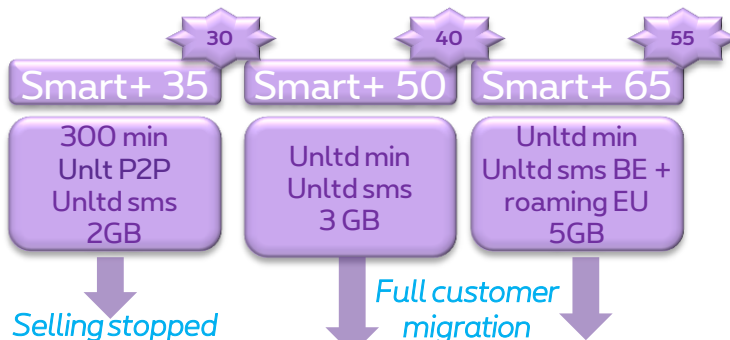 30
40
55
Smart+ 35
Smart+ 50
Smart+ 65
300 min
Unlt P2P
Unltd sms
2GB
Unltd min
Unltd sms
3 GB
Unltd min
Unltd sms BE +
roaming EU
5GB
Selling stopped
Full customer
migration